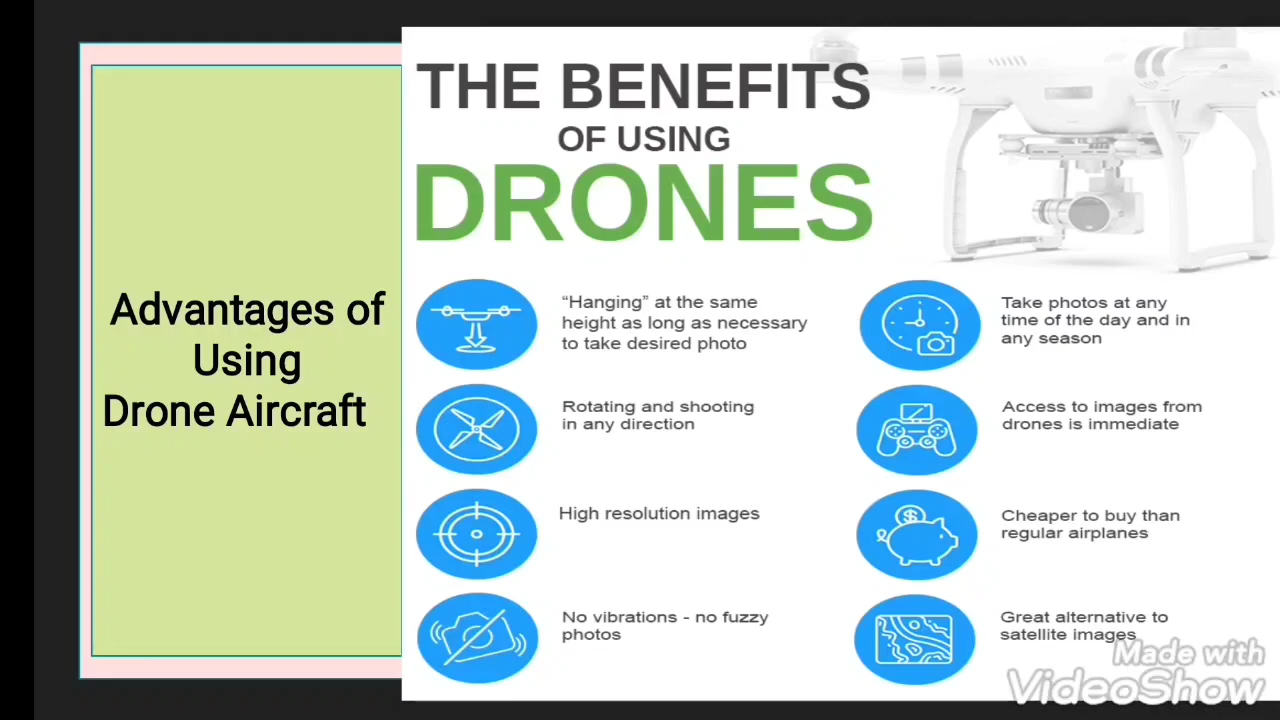 Advantages of
Using
Drone Aircraft
THE BENEFITS
OF USING
DRONES
“Hanging” at the same
height as long as necessary
to take desired photo
Rotating and shooting
in any direction
High resolution images
No vibrations - no fuzzy
photos
Take photos at any
time of the day and in
any season
Access to images from
drones is immediate
Cheaper to buy than
regular airplanes
Great alternative to
satellite images
Made with
VideoShow